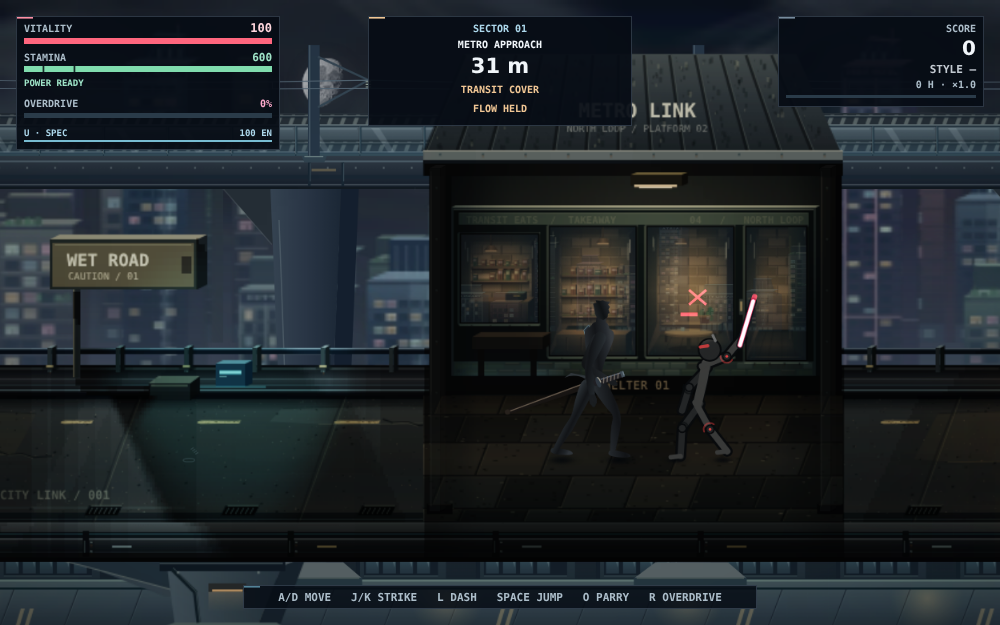 VITALITY 100
STAMINA 600
POWER READY
OVERDRIVE 0%
U · SPEC 100 EN
SECTOR 01
METRO APPROACH
31 m
TRANSIT COVER
FLOW HELD
SCORE
0
STYLE —
0 H · ×1.0
METRO LINK
NORTH LOOP / PLATFORM 02
TRANSIT EATS / TAKEAWAY 04 / NORTH LOOP
WET ROAD
CAUTION / 01
ELTER 01
CITY LINK / 001
A/D MOVE J/K STRIKE L DASH SPACE JUMP O PARRY R OVERDRIVE